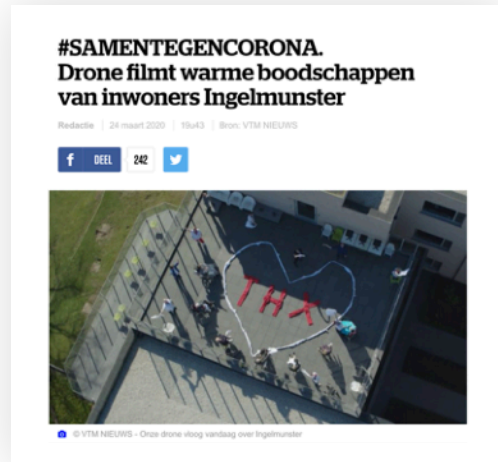 #SAMENTEGENCORONA.
Drone filmt warme boodschappen
van inwoners Ingelmunster
Redactie | 24 maart 2020 | 19u43 | Bron: VTM NIEUWS
f DEEL 242
THX
© VTM NIEUWS - Onze drone vloog vandaag over Ingelmunster